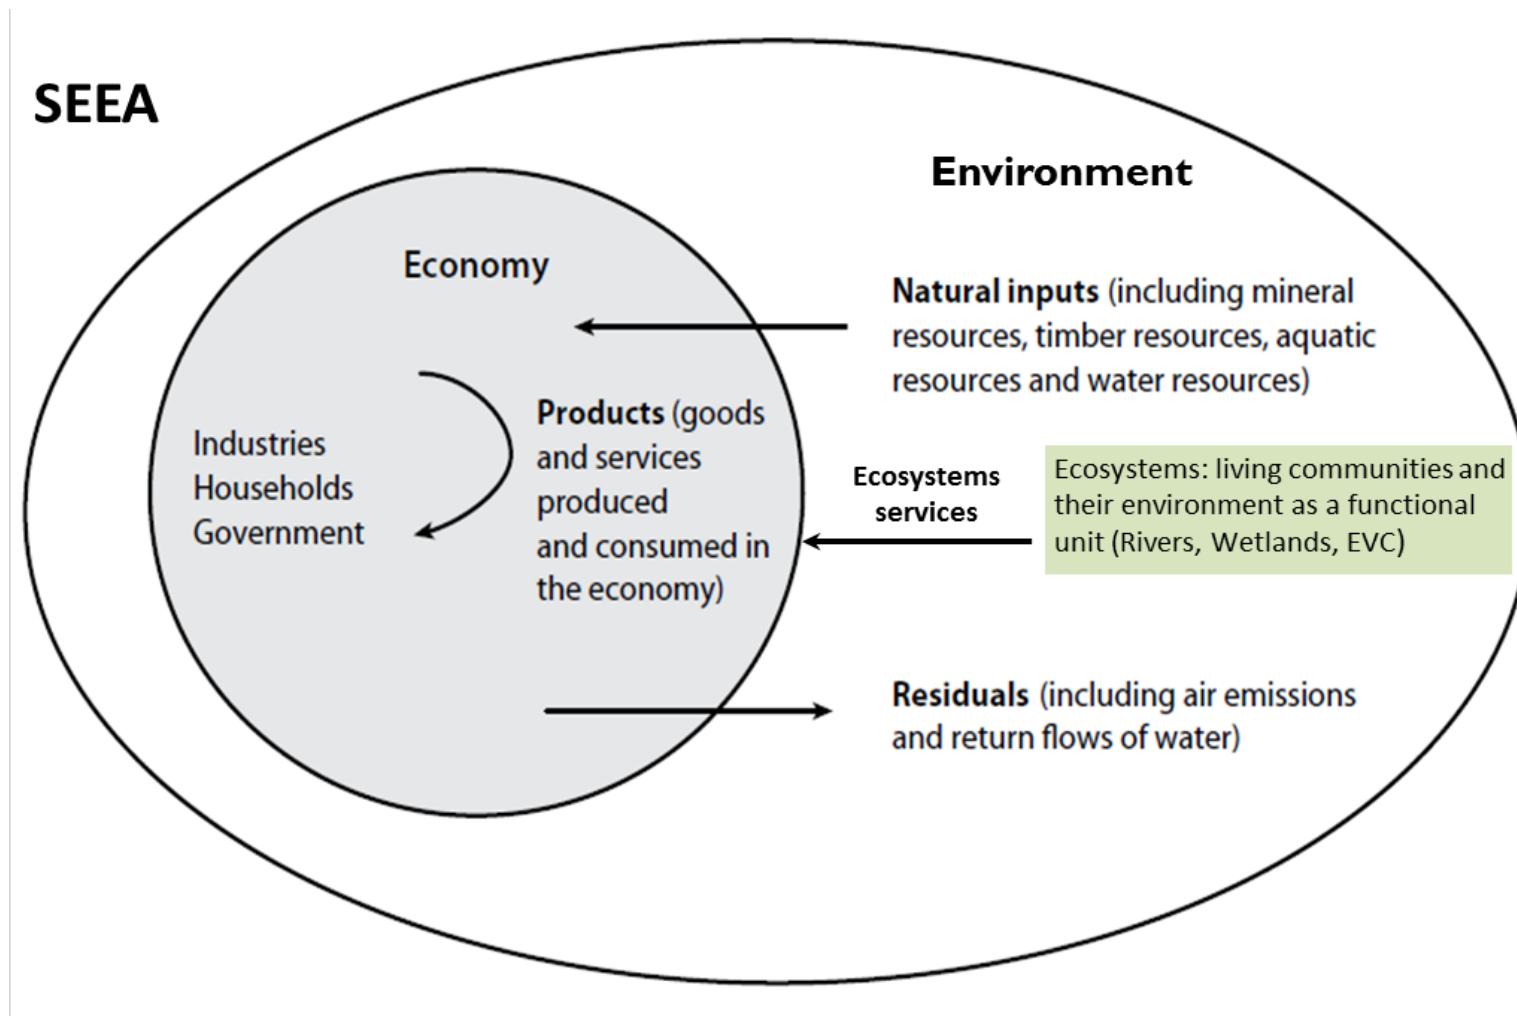 SEEA
Environment
Economy
Natural inputs (including mineral
resources, timber resources, aquatic
resources and water resources)
Industries
Households
Government
Products (goods
and services
produced
and consumed in
the economy)
Ecosystems
services
Ecosystems: living communities and
their environment as a functional
unit (Rivers, Wetlands, EVC)
Residuals (including air emissions
and return flows of water)